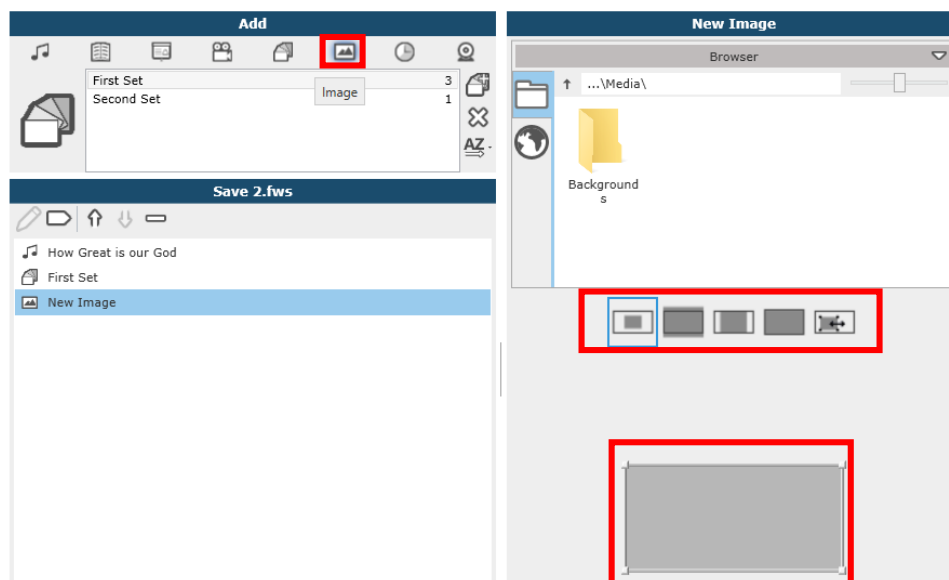 Add
First Set 3
Second Set 1
Image
AZ
Save 2.fws
How Great is our God
First Set
New Image
New Image
Browser
...\Media\
Background
s